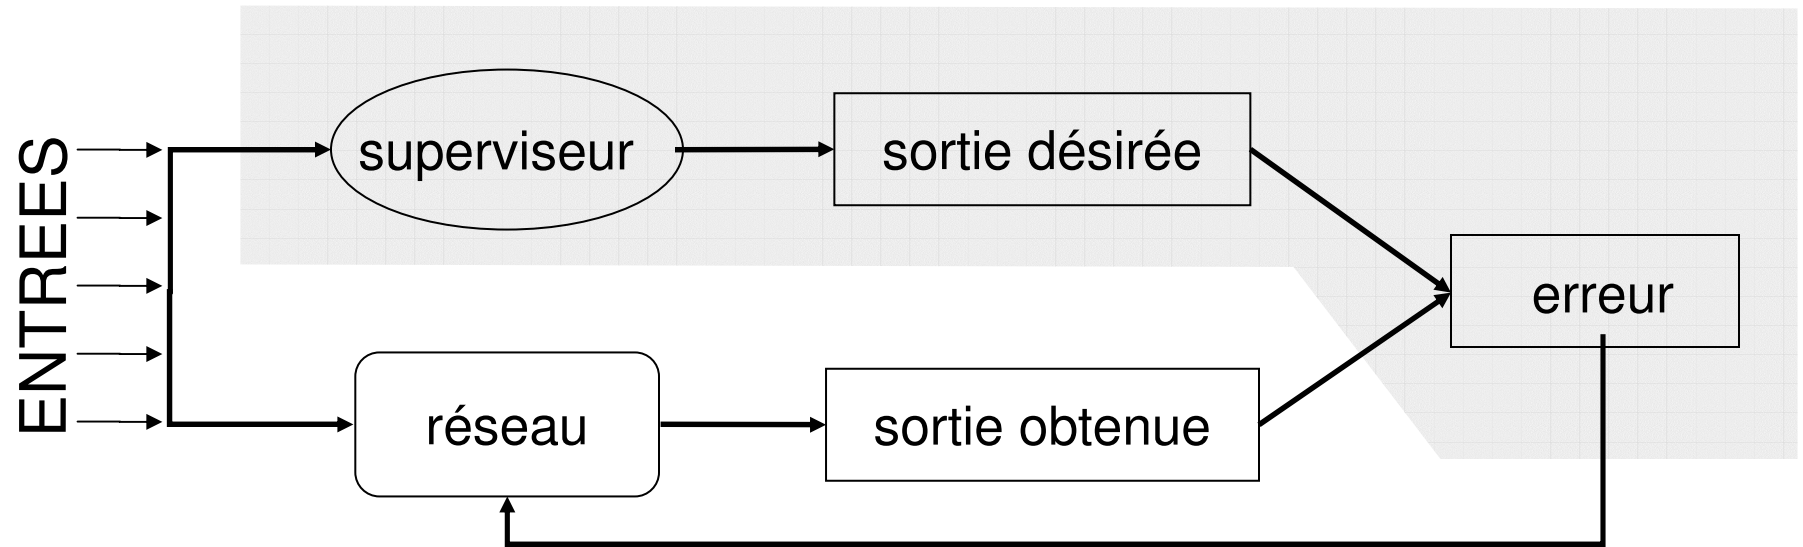 ENTREES
superviseur
sortie désirée
erreur
réseau
sortie obtenue